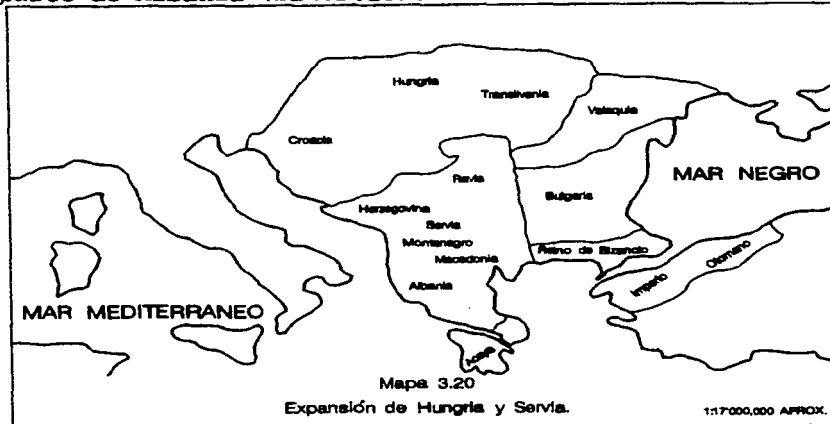 Hungria
Transilvania
Valaquia
Croacia
MAR NEGRO
Ravia
Bulgaria
Herzegovina
Servia
Montenegro
Reino de Bizancio
Macedonia
Imperio Otomano
Albania
MAR MEDITERRANEO
Acaya
Mapa 3.20
Expansión de Hungria y Servia.
1:17'000,000 APROX.